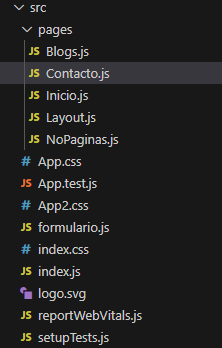 src
pages
JS Blogs.js
JS Contacto.js
JS Inicio.js
JS Layout.js
JS NoPaginas.js
# App.css
JS App.test.js
# App2.css
JS formulario.js
# index.css
JS index.js
logo.svg
JS reportWebVitals.js
JS setupTests.js